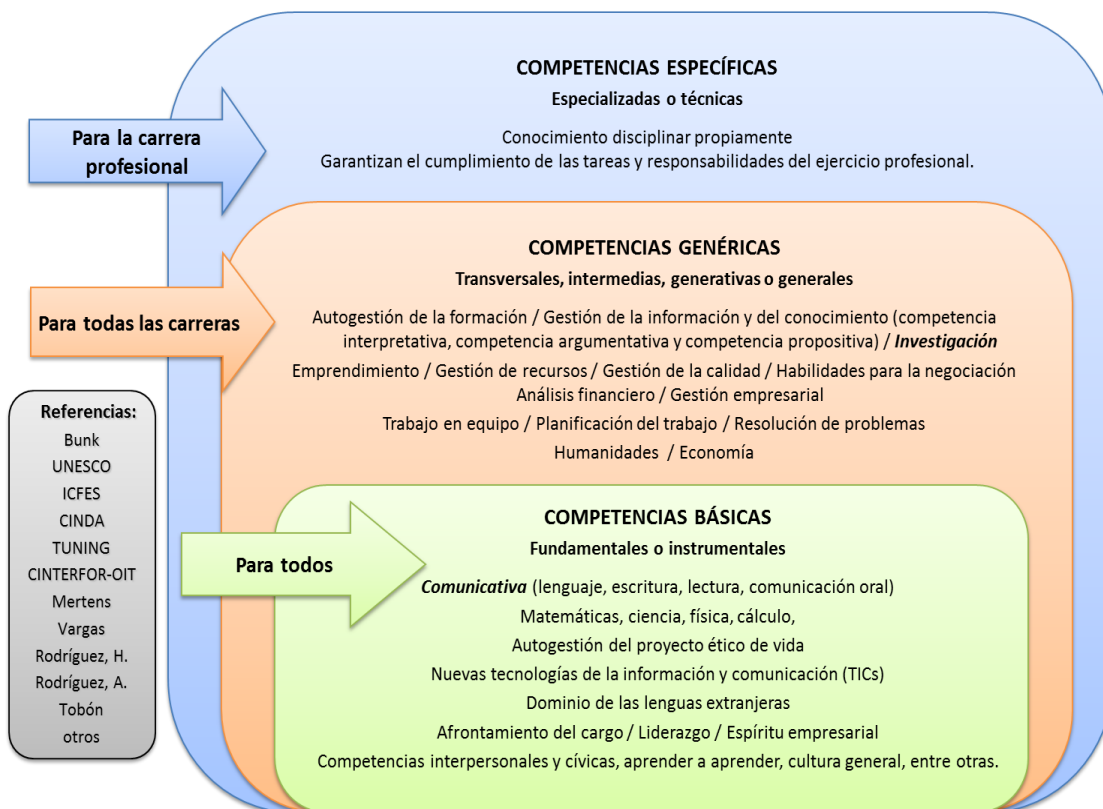 COMPETENCIAS ESPECÍFICAS
Especializadas o técnicas
Conocimiento disciplinar propiamente
Garantizan el cumplimiento de las tareas y responsabilidades del ejercicio profesional.
Para la carrera
profesional
COMPETENCIAS GENÉRICAS
Transversales, intermedias, generativas o generales
Autogestión de la formación / Gestión de la información y del conocimiento (competencia
interpretativa, competencia argumentativa y competencia propositiva) / Investigación
Emprendimiento / Gestión de recursos / Gestión de la calidad / Habilidades para la negociación
Análisis financiero / Gestión empresarial
Trabajo en equipo / Planificación del trabajo / Resolución de problemas
Humanidades / Economía
Para todas las carreras
COMPETENCIAS BÁSICAS
Fundamentales o instrumentales
Comunicativa (lenguaje, escritura, lectura, comunicación oral)
Matemáticas, ciencia, física, cálculo,
Autogestión del proyecto ético de vida
Nuevas tecnologías de la información y comunicación (TICs)
Dominio de las lenguas extranjeras
Afrontamiento del cargo / Liderazgo / Espíritu empresarial
Competencias interpersonales y cívicas, aprender a aprender, cultura general, entre otras.
Para todos
Referencias:
Bunk
UNESCO
ICFES
CINDA
TUNING
CINTERFOR-OIT
Mertens
Vargas
Rodríguez, H.
Rodríguez, A.
Tobón
otros